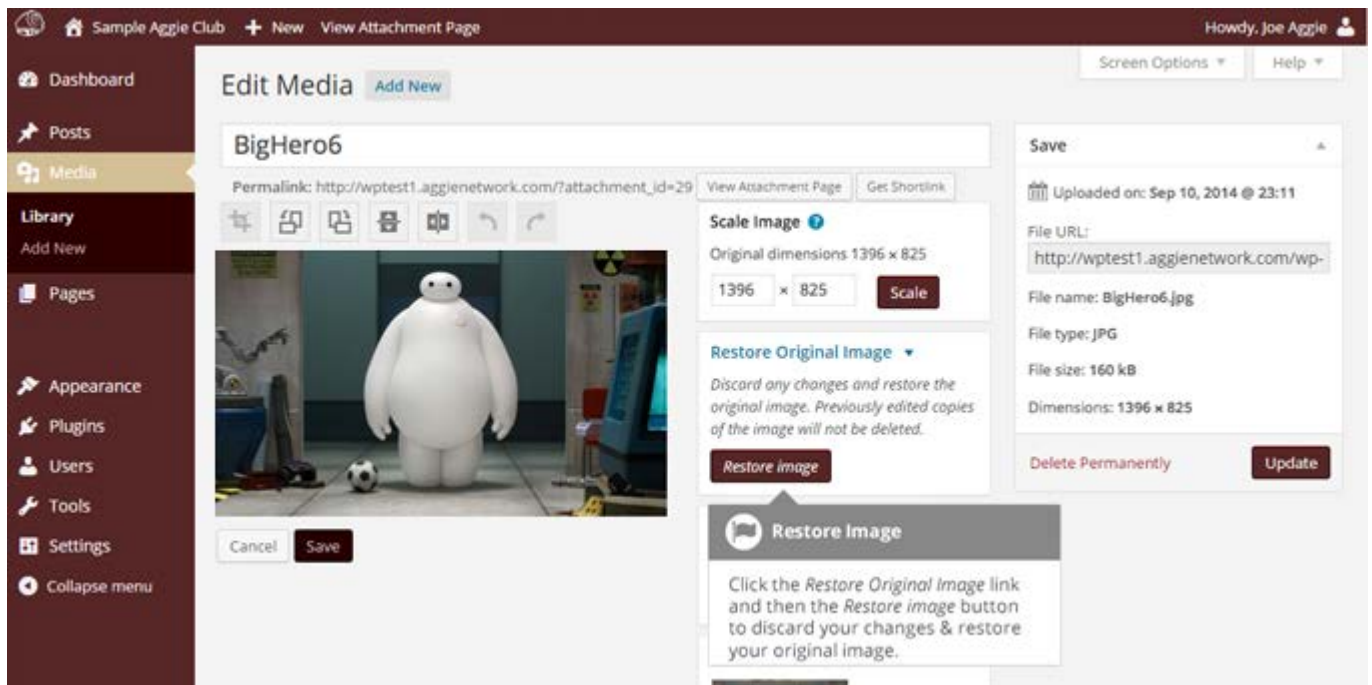 Sample Aggie Club + New View Attachment Page Howdy, Joe Aggie
Screen Options Help
Dashboard
Posts
Media
Library
Add New
Pages
Appearance
Plugins
Users
Tools
Settings
Collapse menu
Edit Media Add New
BigHero6
Permalink: http://wptest1.aggienetwork.com/?attachment_id=29 View Attachment Page Get Shortlink
Scale Image ?
Original dimensions 1396 × 825
1396 × 825 Scale
Restore Original Image
Discard any changes and restore the
original image. Previously edited copies
of the image will not be deleted.
Restore image
Cancel Save
Restore Image
Click the Restore Original Image link
and then the Restore image button
to discard your changes & restore
your original image.
Save
Uploaded on: Sep 10, 2014 @ 23:11
File URL:
http://wptest1.aggienetwork.com/wp-
File name: BigHero6.jpg
File type: JPG
File size: 160 kB
Dimensions: 1396 × 825
Delete Permanently Update